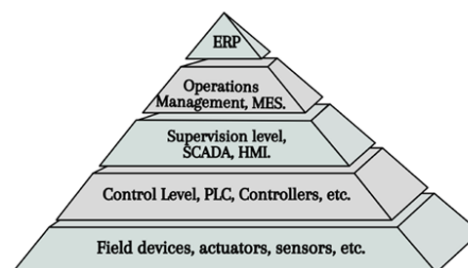 ERP
Operations
Management, MES.
Supervision level,
SCADA, HMI.
Control Level, PLC, Controllers, etc.
Field devices, actuators, sensors, etc.